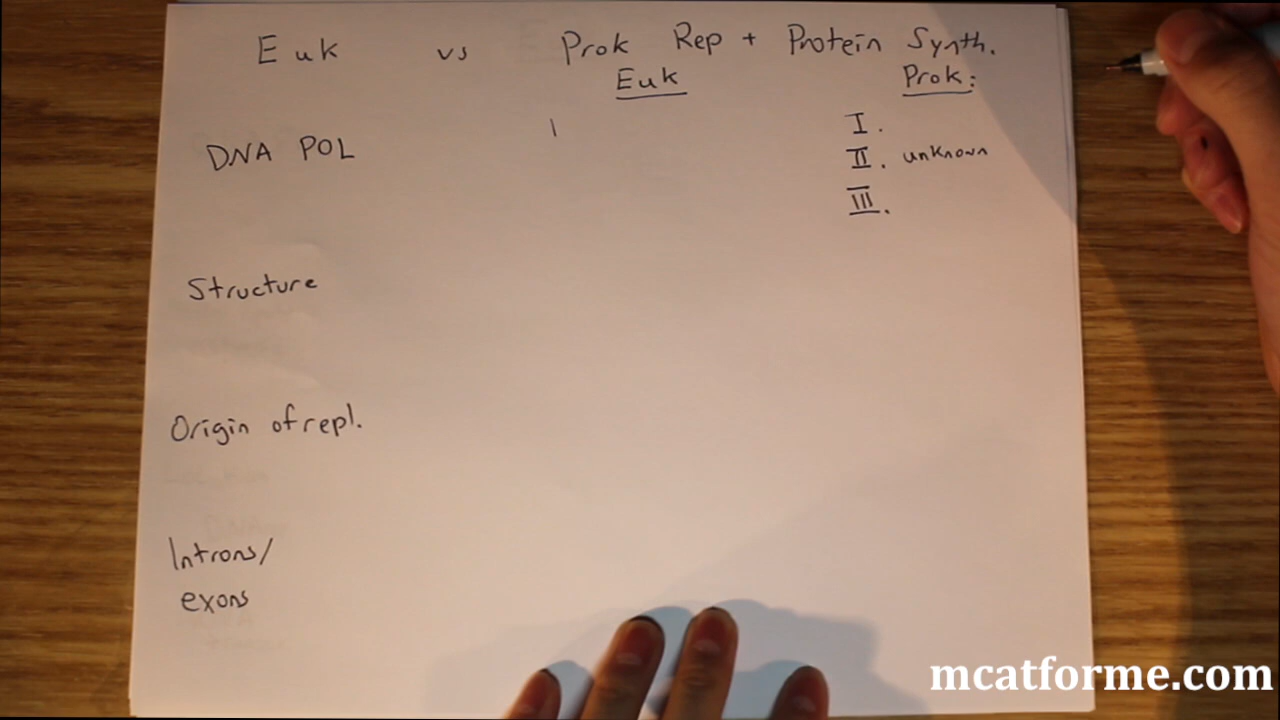 Euk vs Prok Rep + Protein Synth.
Euk Prok:
DNA POL I.
II. unknown
III.
Structure
Origin of repl.
Introns/
exons
mcatforme.com